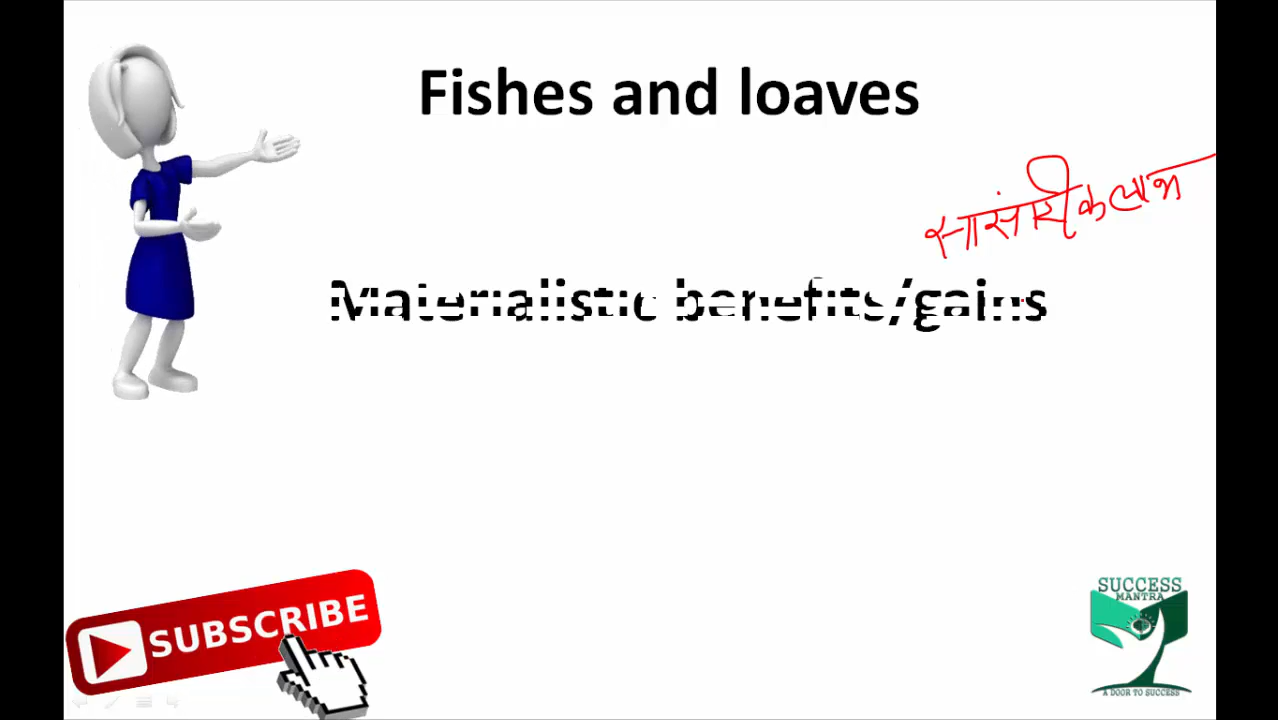 Fishes and loaves
सासंारीक लाभ
Materialistic benefits/gains
SUBSCRIBE
SUCCESS
MANTRA
A DOOR TO SUCCESS